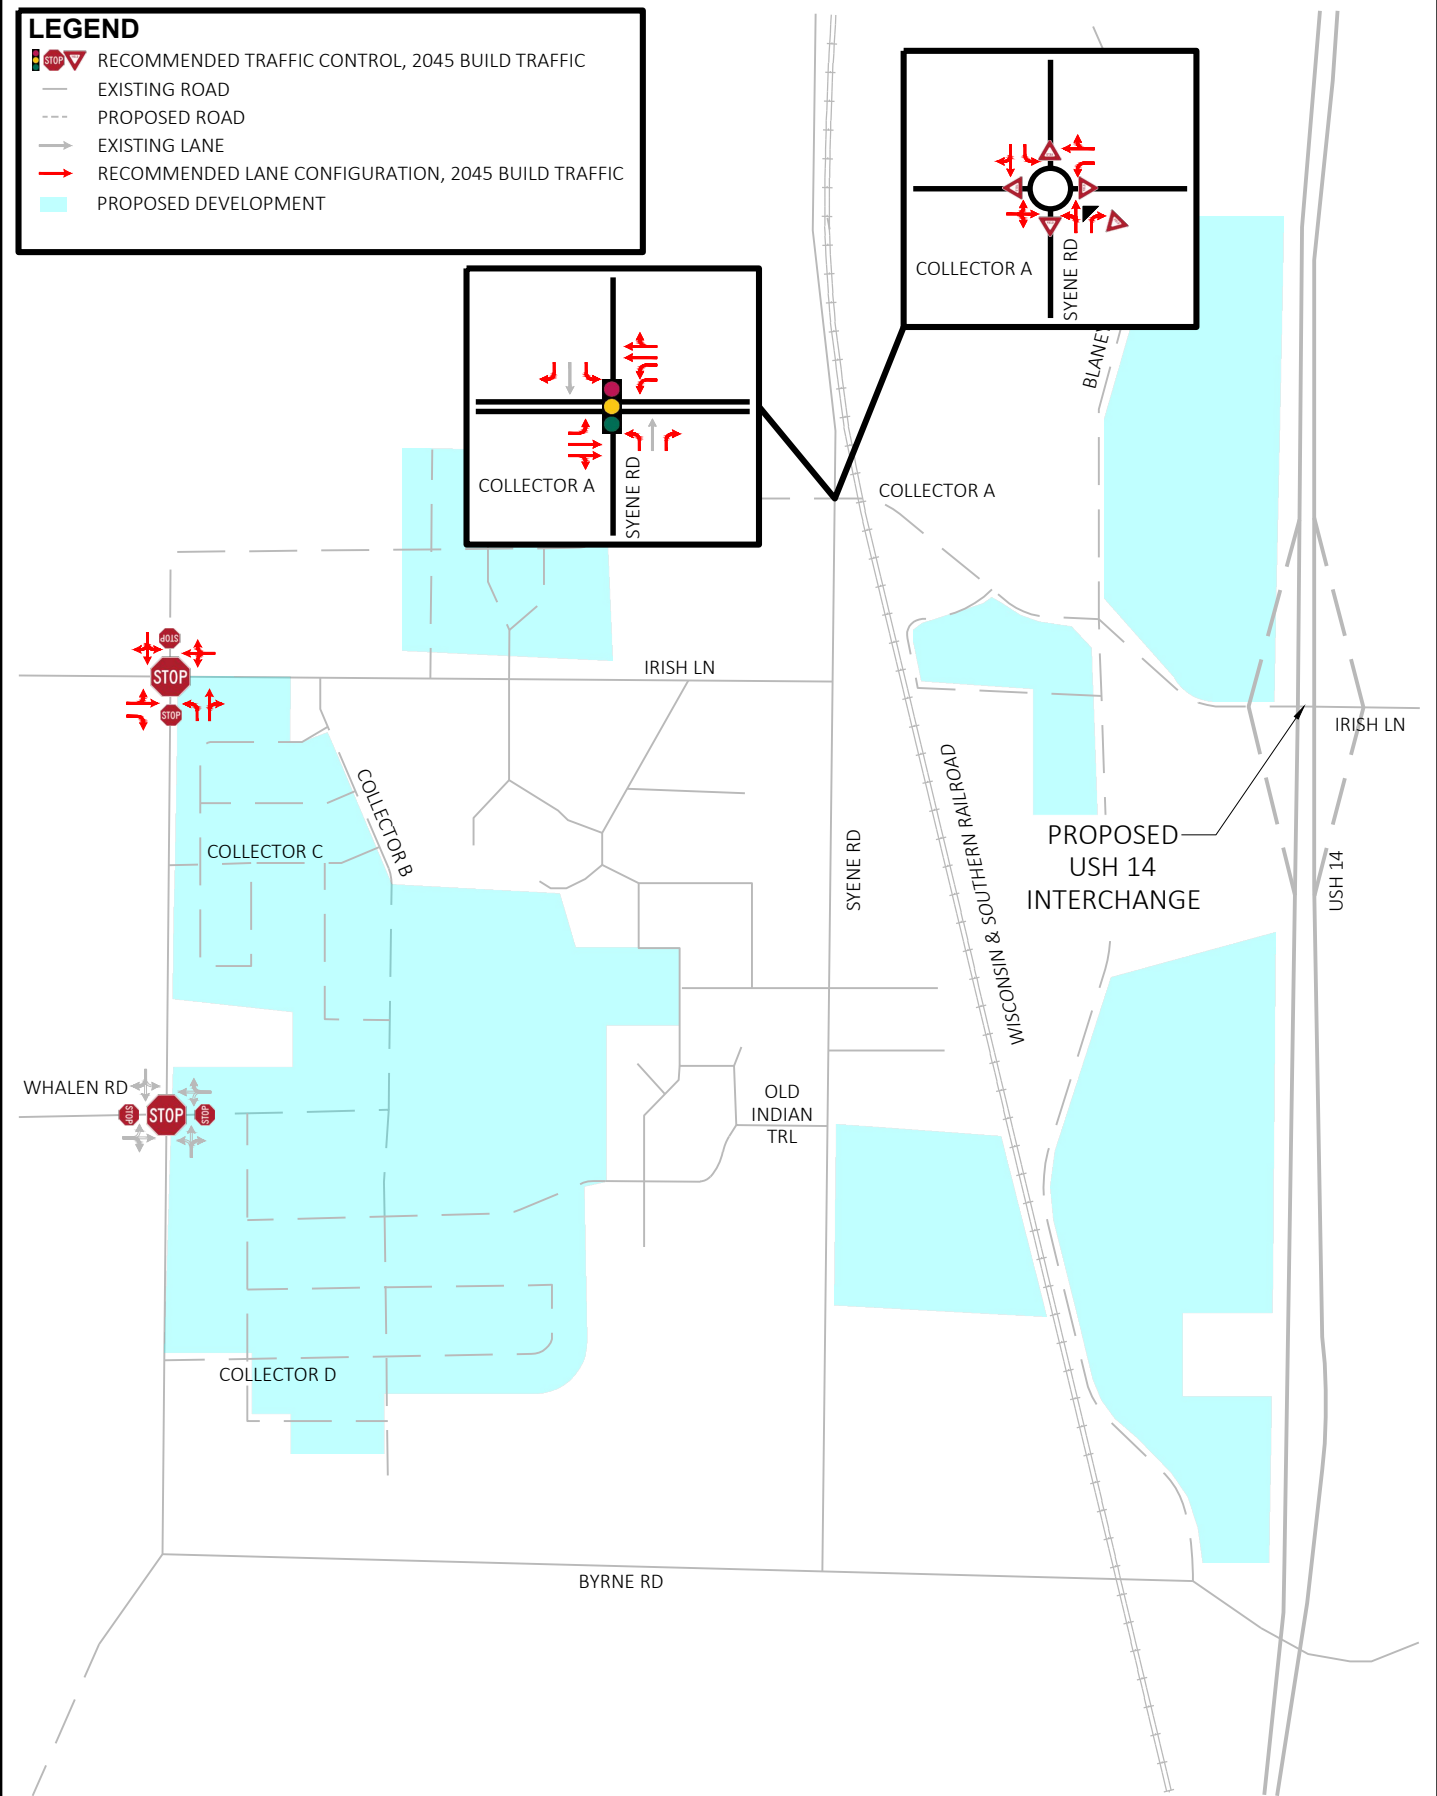 LEGEND
STOP
RECOMMENDED TRAFFIC CONTROL, 2045 BUILD TRAFFIC
EXISTING ROAD
PROPOSED ROAD
EXISTING LANE
RECOMMENDED LANE CONFIGURATION, 2045 BUILD TRAFFIC
PROPOSED DEVELOPMENT
COLLECTOR A
SYENE RD
BLANEY
COLLECTOR A
SYENE RD
COLLECTOR A
STOP
STOP
STOP
IRISH LN
IRISH LN
COLLECTOR B
COLLECTOR C
SYENE RD
WISCONSIN & SOUTHERN RAILROAD
PROPOSED
USH 14
INTERCHANGE
USH 14
WHALEN RD
STOP
STOP
STOP
OLD
INDIAN
TRL
COLLECTOR D
BYRNE RD